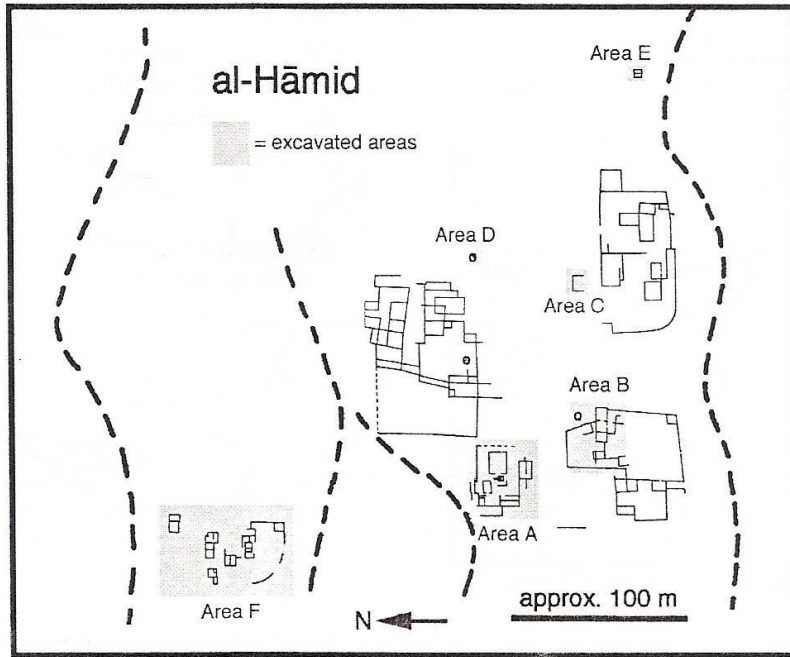 Area E
al-Hāmid
= excavated areas
Area D
Area C
Area B
Area A
Area F
N
approx. 100 m